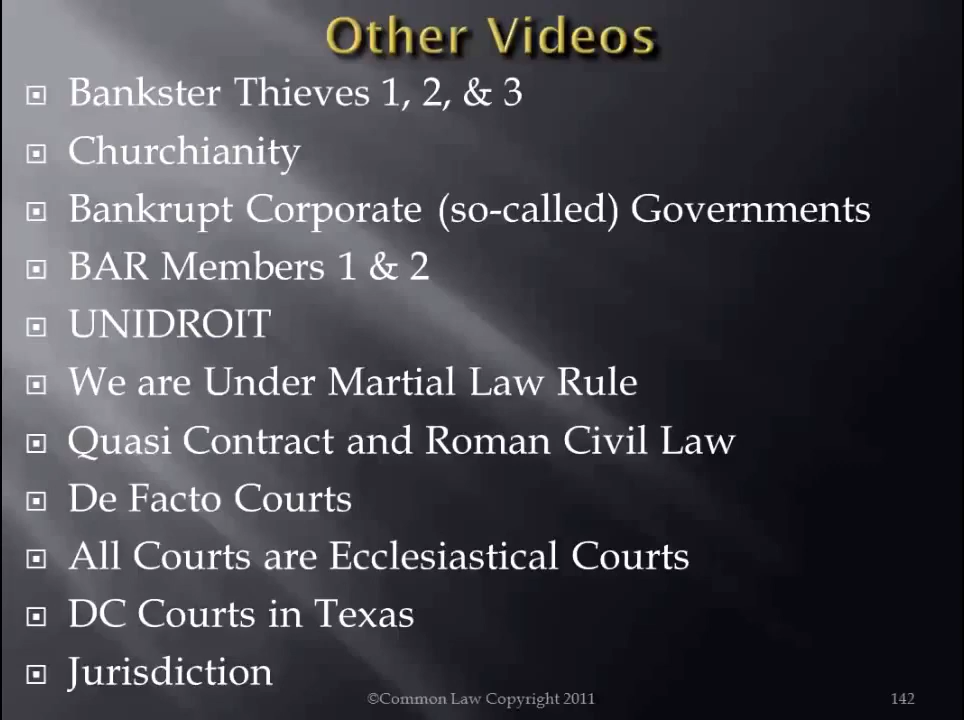 Other Videos
Bankster Thieves 1, 2, & 3
Churchianity
Bankrupt Corporate (so-called) Governments
BAR Members 1 & 2
UNIDROIT
We are Under Martial Law Rule
Quasi Contract and Roman Civil Law
De Facto Courts
All Courts are Ecclesiastical Courts
DC Courts in Texas
Jurisdiction
©Common Law Copyright 2011
142